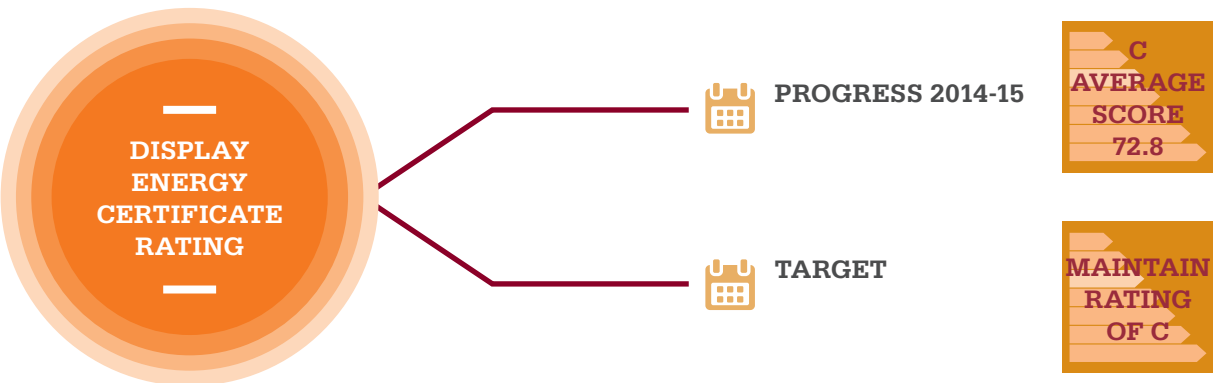 DISPLAY
ENERGY
CERTIFICATE
RATING
PROGRESS 2014-15
C
AVERAGE
SCORE
72.8
TARGET
MAINTAIN
RATING
OF C